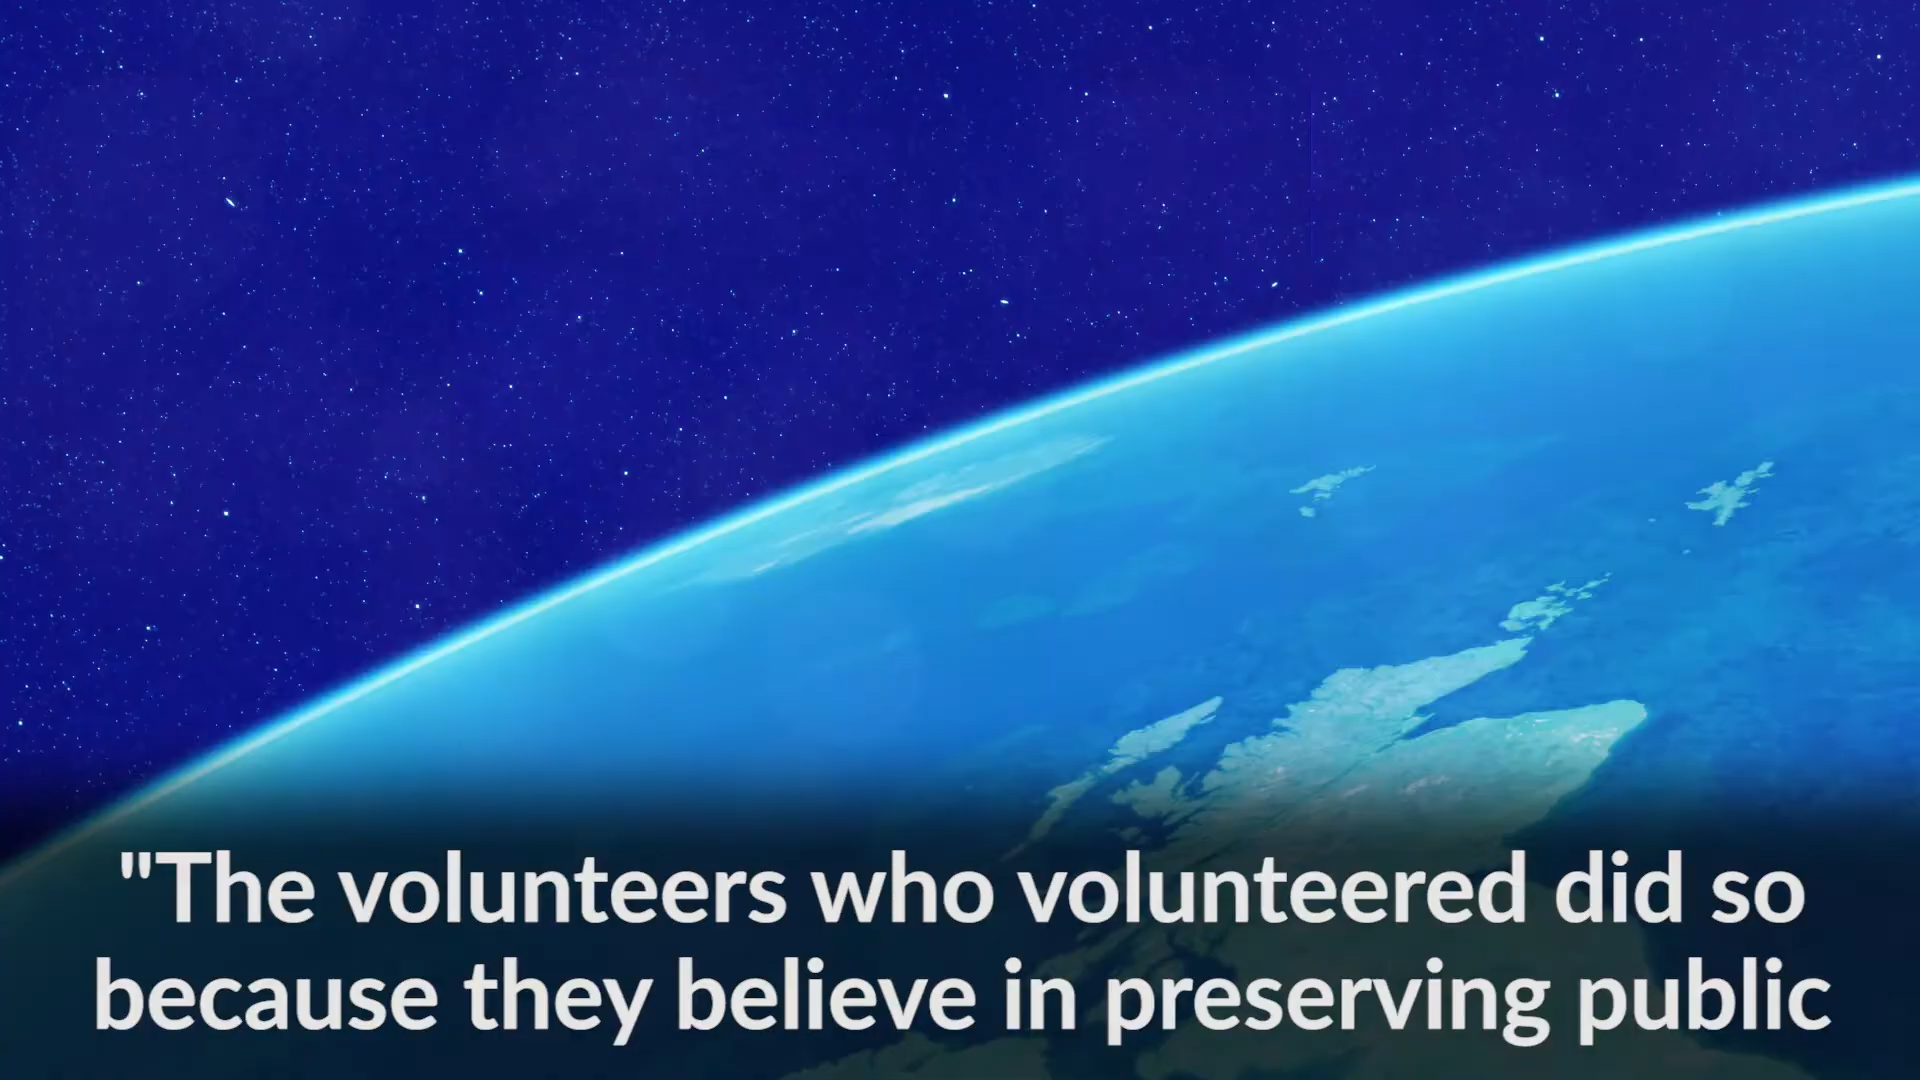 "The volunteers who volunteered did so
because they believe in preserving public